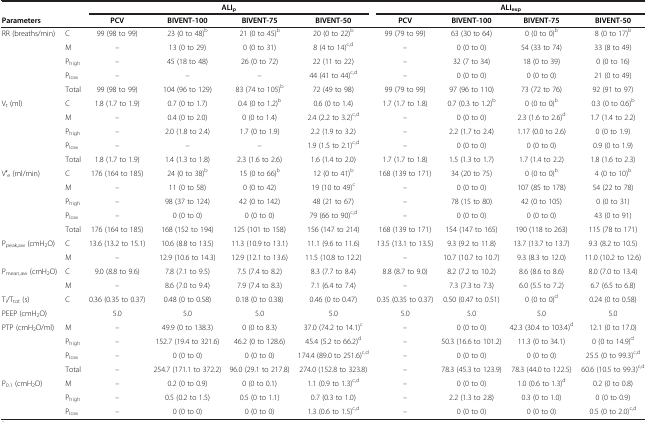 ALIp ALIexp
Parameters PCV BIVENT-100 BIVENT-75 BIVENT-50 PCV BIVENT-100 BIVENT-75 BIVENT-50
RR (breaths/min) C 99 (98 to 99) 23 (0 to 48)b 21 (0 to 45)b 20 (0 to 22)b 99 (79 to 99) 63 (30 to 64) 0 (0 to 0)b 8 (0 to 17)b
M – 13 (0 to 29) 0 (0 to 31) 8 (4 to 14)c,d – 0 (0 to 0) 54 (33 to 74) 33 (8 to 49)
Phigh – 45 (18 to 48) 26 (0 to 72) 22 (11 to 22) – 32 (7 to 34) 18 (0 to 39) 0 (0 to 16)
Plow – – – 44 (41 to 44)c,d – 0 (0 to 0) 0 (0 to 0) 21 (0 to 49)
Total 99 (98 to 99) 104 (96 to 129) 83 (74 to 105)b 72 (49 to 98) 99 (79 to 99) 97 (96 to 110) 73 (72 to 76) 92 (91 to 97)
Vt (ml) C 1.8 (1.7 to 1.9) 0.7 (0 to 1.7) 0.4 (0 to 1.2)b 0.6 (0 to 1.4) 1.7 (1.7 to 1.8) 0.7 (0.3 to 1.2)b 0 (0 to 0)b 0.3 (0 to 0.6)b
M – 0.4 (0 to 2.0) 0 (0 to 1.4) 2.4 (2.2 to 3.2)c,d – 0 (0 to 0) 2.3 (1.6 to 2.6)d 1.7 (1.4 to 2.2)
Phigh – 2.0 (1.8 to 2.4) 1.7 (0 to 1.9) 2.2 (1.9 to 3.2) – 2.2 (1.7 to 2.4) 1.17 (0.0 to 2.6) 0 (0 to 1.9)
Plow – – – 1.9 (1.5 to 2.1)c,d – 0 (0 to 0) 0 (0 to 0) 0.9 (0 to 1.9)
Total 1.8 (1.7 to 1.9) 1.4 (1.3 to 1.8) 2.3 (1.6 to 2.6) 1.6 (1.4 to 2.0) 1.7 (1.7 to 1.8) 1.5 (1.3 to 1.7) 1.7 (1.4 to 2.2) 1.8 (1.6 to 2.3)
V'e (ml/min) C 176 (164 to 185) 24 (0 to 38)b 15 (0 to 66)b 12 (0 to 41)b 168 (139 to 171) 34 (20 to 75) 0 (0 to 0)b 4 (0 to 10)b
M – 11 (0 to 58) 0 (0 to 42) 19 (10 to 49)c – 0 (0 to 0) 107 (85 to 178) 54 (22 to 78)
Phigh – 98 (37 to 124) 42 (0 to 142) 48 (21 to 67) – 78 (15 to 80) 42 (0 to 105) 0 (0 to 31)
Plow – 0 (0 to 0) 0 (0 to 0) 79 (66 to 90)c,d – 0 (0 to 0) 0 (0 to 0) 43 (0 to 91)
Total 176 (164 to 185) 168 (152 to 194) 125 (101 to 158) 156 (147 to 214) 168 (139 to 171) 154 (147 to 165) 190 (118 to 263) 115 (78 to 171)
Ppeak,aw (cmH2O) C 13.6 (13.2 to 15.1) 10.6 (8.8 to 13.5) 11.3 (10.9 to 13.1) 11.1 (9.6 to 11.6) 13.5 (13.1 to 13.5) 9.3 (9.2 to 11.8) 13.7 (13.7 to 13.7) 9.3 (8.2 to 10.5)
M – 12.9 (10.6 to 14.3) 12.9 (12.1 to 13.6) 11.5 (10.8 to 12.2) – 10.7 (10.7 to 10.7) 9.3 (8.3 to 12.0) 11.0 (10.2 to 12.6)
Pmean,aw (cmH2O) C 9.0 (8.8 to 9.6) 7.8 (7.1 to 9.5) 7.5 (7.4 to 8.2) 8.3 (7.7 to 8.4) 8.8 (8.7 to 9.0) 8.2 (7.2 to 10.2) 8.6 (8.6 to 8.6) 8.0 (7.0 to 13.4)
M – 8.6 (7.0 to 9.4) 7.9 (7.4 to 8.3) 7.1 (6.4 to 7.4) – 7.3 (7.3 to 7.3) 6.0 (5.5 to 7.2) 6.7 (6.5 to 6.8)
Ti/Ttot (s) C 0.36 (0.35 to 0.37) 0.48 (0 to 0.58) 0.18 (0 to 0.38) 0.46 (0 to 0.47) 0.35 (0.35 to 0.37) 0.50 (0.47 to 0.51) 0 (0 to 0)d 0.24 (0 to 0.58)
PEEP (cmH2O) 5.0 5.0 5.0 5.0 5.0 5.0 5.0 5.0
PTP (cmH2O/ml) M – 49.9 (0 to 138.3) 0 (0 to 8.3) 37.0 (74.2 to 14.1)c – 0 (0 to 0) 42.3 (30.4 to 103.4)d 12.1 (0 to 17.0)
Phigh – 152.7 (19.4 to 321.6) 46.2 (0 to 128.6) 45.4 (5.2 to 66.2)d – 50.3 (16.6 to 101.2) 11.3 (0 to 34.1) 0 (0 to 14.9)d
Plow – 0 (0 to 0) 0 (0 to 0) 174.4 (89.0 to 251.6)c,d – 0 (0 to 0) 0 (0 to 0) 25.5 (0 to 99.3)c,d
Total – 254.7 (171.1 to 372.2) 96.0 (29.1 to 217.8) 274.0 (152.8 to 323.8) – 78.3 (45.3 to 123.9) 78.3 (44.0 to 122.5) 60.6 (10.5 to 99.3)c,d
P0.1 (cmH2O) M – 0.2 (0 to 0.9) 0 (0 to 0.1) 1.1 (0.9 to 1.3)c,d – 0 (0 to 0) 1.0 (0.6 to 1.3)d 0.2 (0 to 0.8)
Phigh – 0.5 (0.2 to 1.5) 0.5 (0 to 1.1) 0.7 (0.3 to 1.0) – 2.2 (1.3 to 2.8) 0.3 (0 to 1.0) 0 (0 to 0.9)
Plow – 0 (0 to 0) 0 (0 to 0) 1.3 (0.6 to 1.5)c,d – 0 (0 to 0) 0 (0 to 0) 0.5 (0 to 2.0)c,d